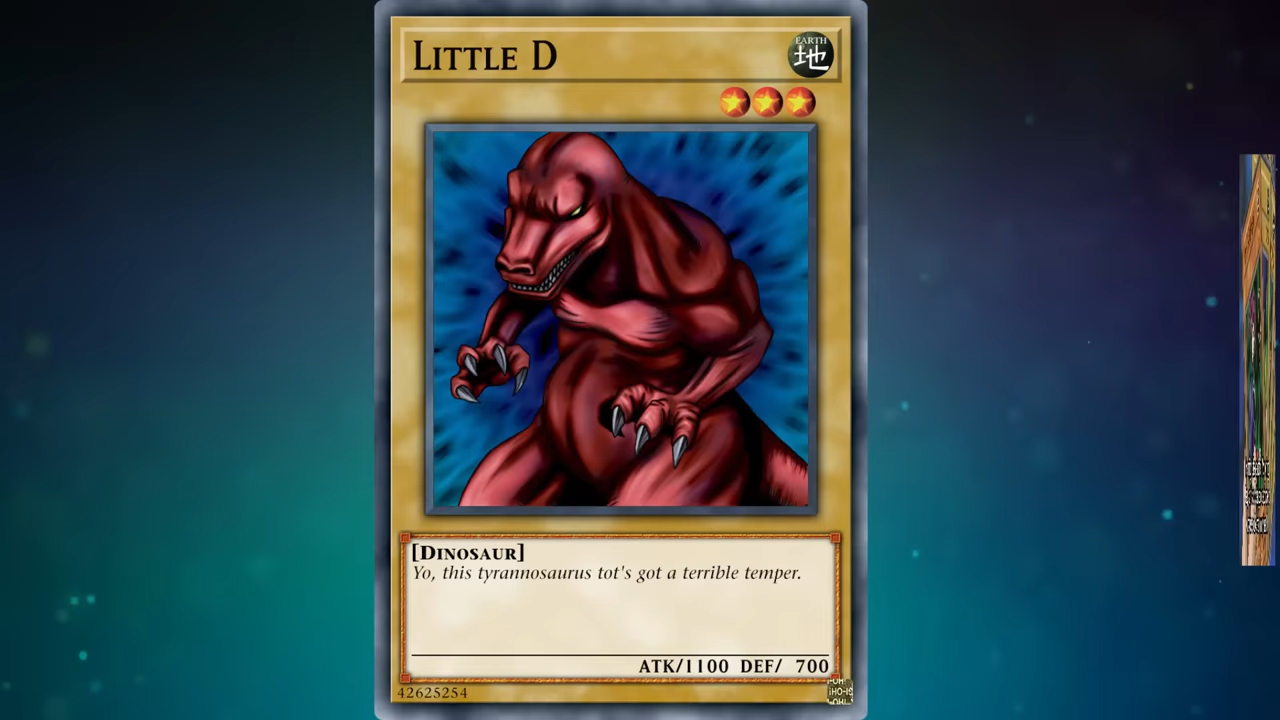 LITTLE D
EARTH
地
[DINOSAUR]
Yo, this tyrannosaurus tot's got a terrible temper.
ATK/1100 DEF/ 700
42625254